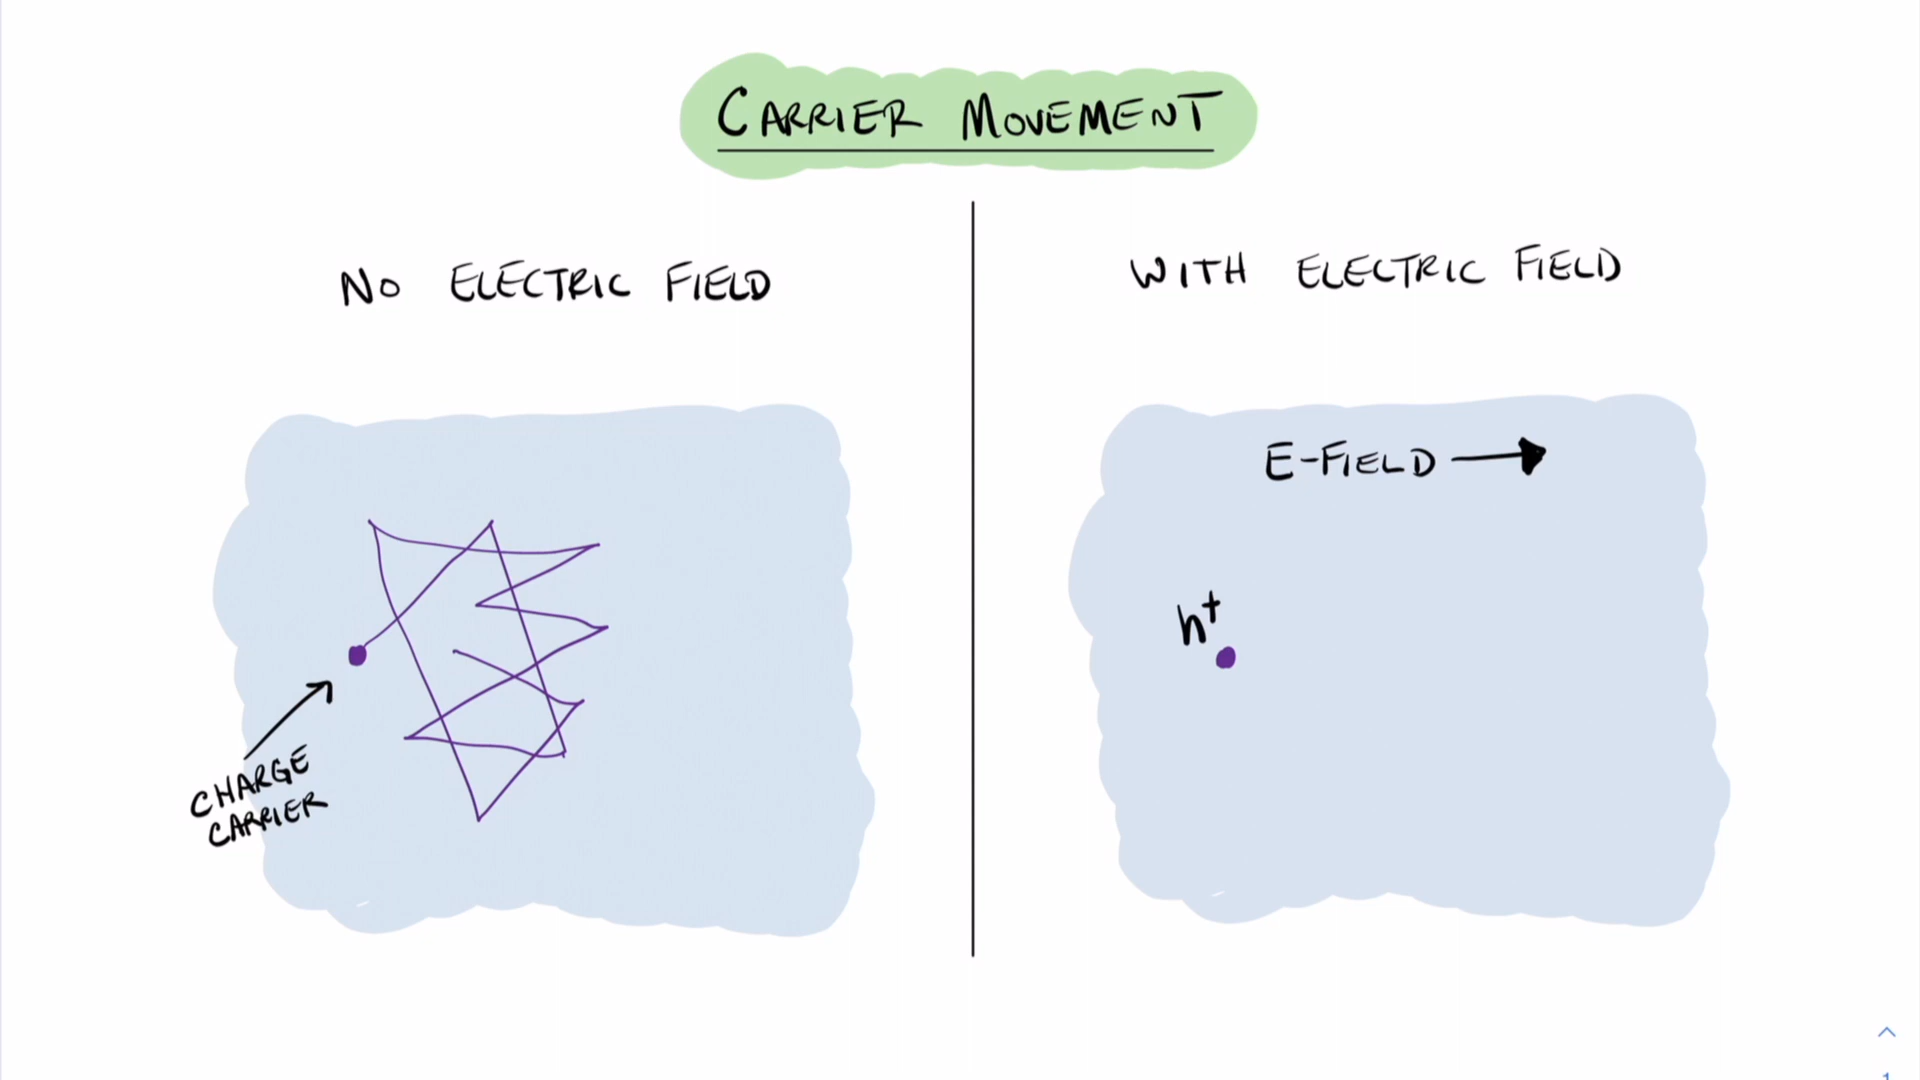 CARRIER MOVEMENT
NO ELECTRIC FIELD
CHARGE
CARRIER
WITH ELECTRIC FIELD
E-FIELD
h+